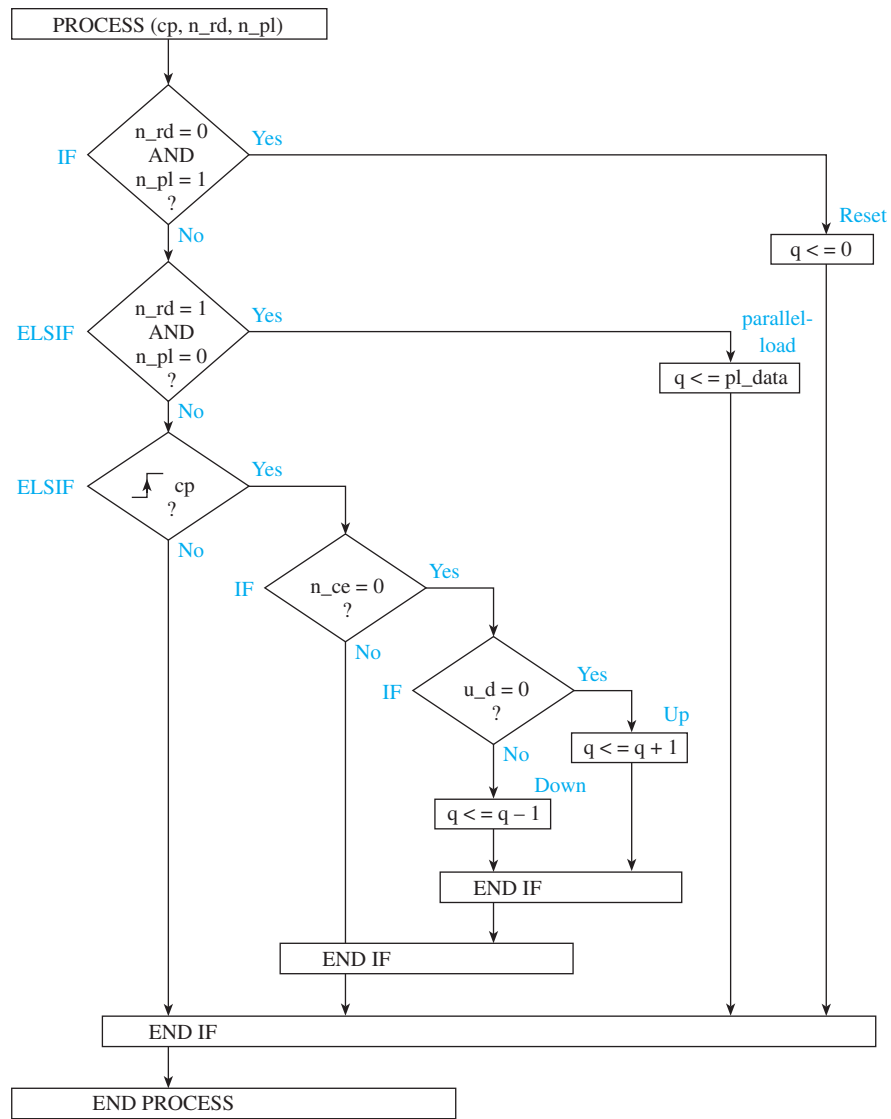 PROCESS (cp, n_rd, n_pl)
n_rd = 0
AND
n_pl = 1
?
IF
Yes
No
Reset
q < = 0
n_rd = 1
AND
n_pl = 0
?
ELSIF
Yes
No
parallel-
load
q < = pl_data
cp
?
ELSIF
Yes
No
n_ce = 0
?
IF
Yes
No
u_d = 0
?
IF
Yes
No
Up
q < = q + 1
Down
q < = q – 1
END IF
END IF
END IF
END PROCESS